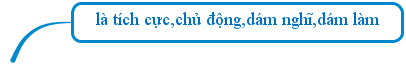 là tích cực,chủ động,dám nghĩ,dám làm